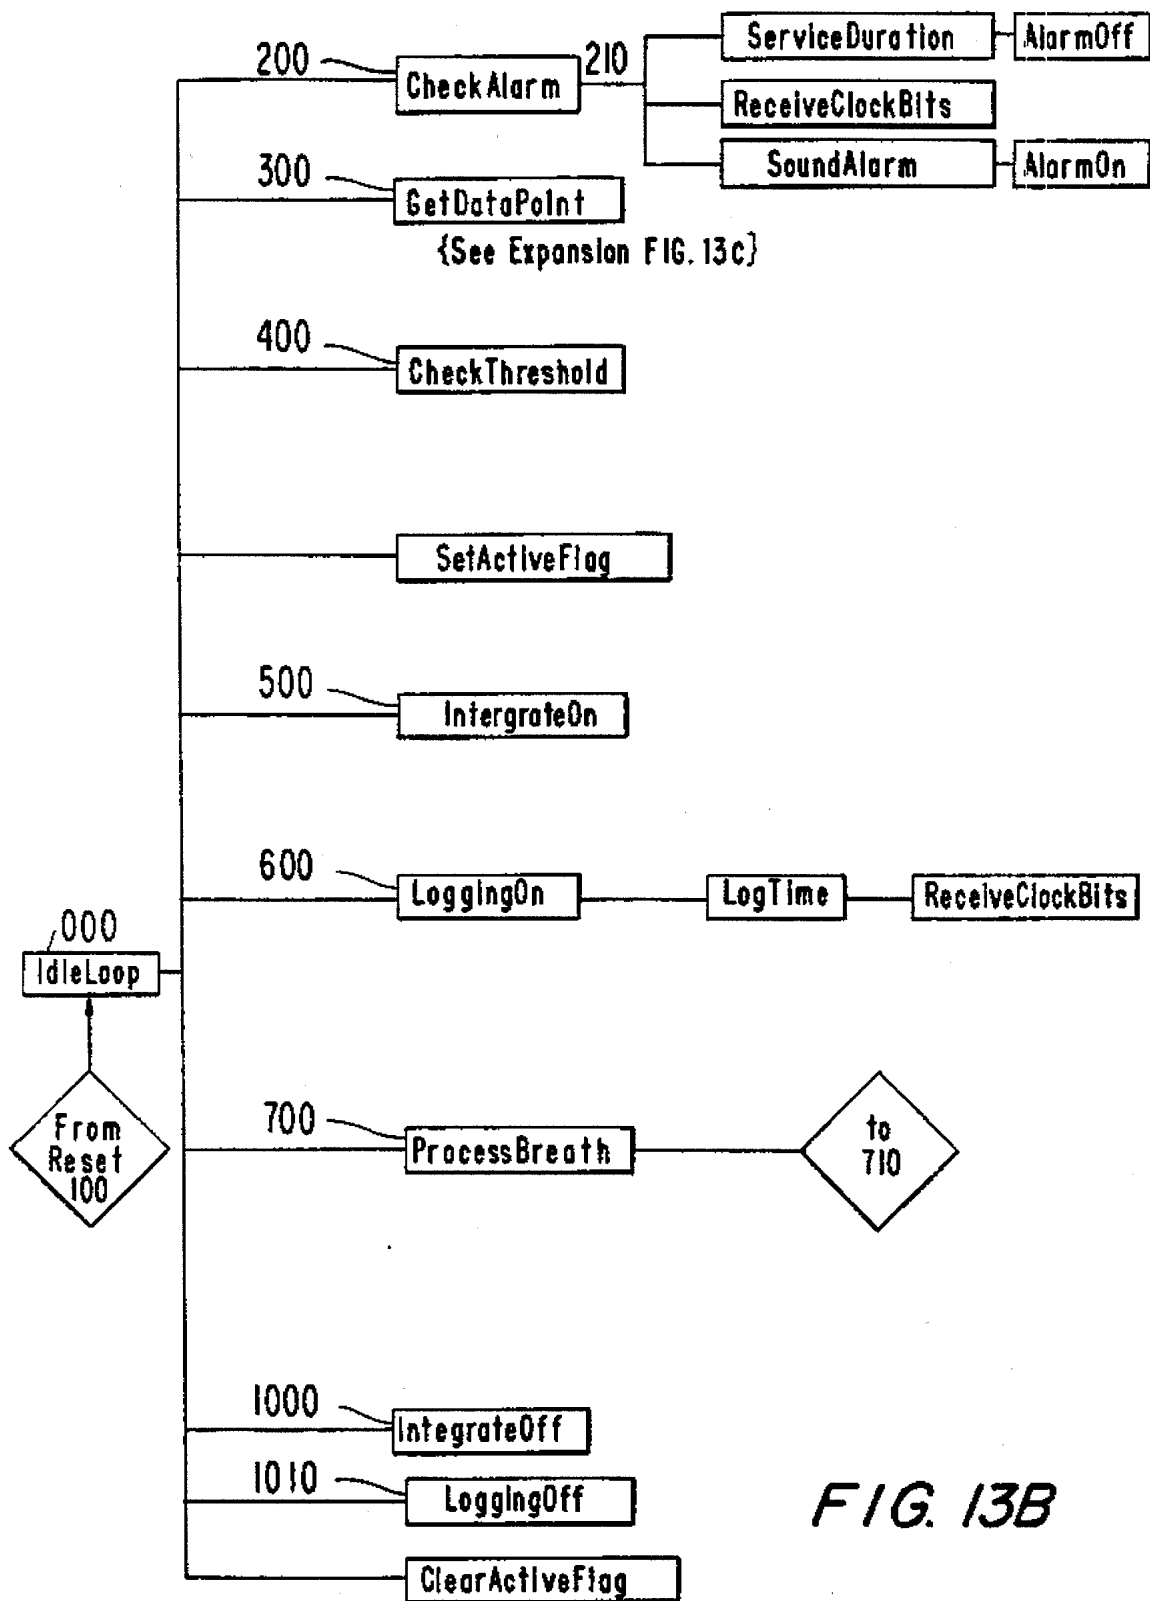 200
CheckAlarm
210
ServiceDuration
AlarmOff
ReceiveClockBits
SoundAlarm
AlarmOn
300
GetDataPoint
{See Expansion FIG. 13c}
400
CheckThreshold
SetActiveFlag
500
IntergrateOn
600
LoggingOn
LogTime
ReceiveClockBits
000
IdleLoop
From
Reset
100
700
ProcessBreath
to
710
1000
IntegrateOff
1010
LoggingOff
ClearActiveFlag
FIG. 13B